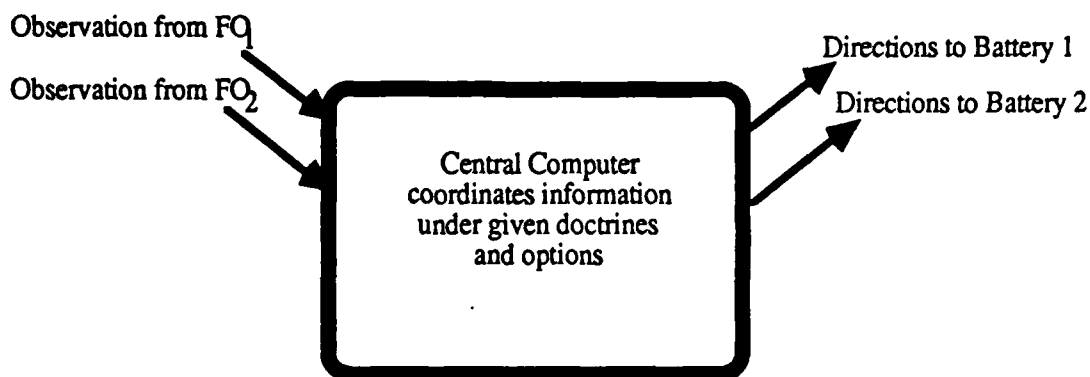 Observation from FO1
Observation from FO2
Directions to Battery 1
Directions to Battery 2
Central Computer
coordinates information
under given doctrines
and options